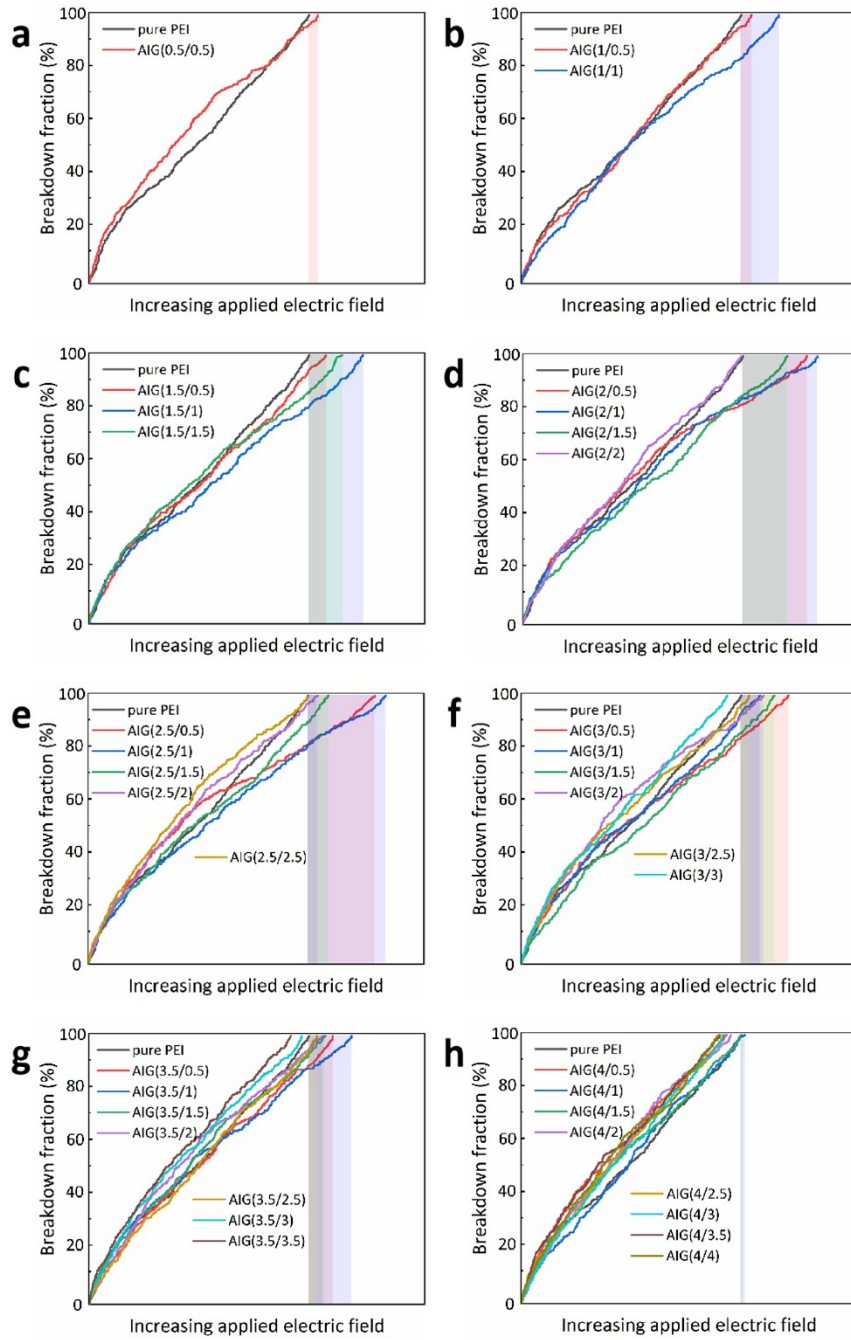 a
pure PEI
AIG(0.5/0.5)
Breakdown fraction (%)
100
80
60
40
20
0
Increasing applied electric field
b
pure PEI
AIG(1/0.5)
AIG(1/1)
Breakdown fraction (%)
100
80
60
40
20
0
Increasing applied electric field
c
pure PEI
AIG(1.5/0.5)
AIG(1.5/1)
AIG(1.5/1.5)
Breakdown fraction (%)
100
80
60
40
20
0
Increasing applied electric field
d
pure PEI
AIG(2/0.5)
AIG(2/1)
AIG(2/1.5)
AIG(2/2)
Breakdown fraction (%)
100
80
60
40
20
0
Increasing applied electric field
e
pure PEI
AIG(2.5/0.5)
AIG(2.5/1)
AIG(2.5/1.5)
AIG(2.5/2)
AIG(2.5/2.5)
Breakdown fraction (%)
100
80
60
40
20
0
Increasing applied electric field
f
pure PEI
AIG(3/0.5)
AIG(3/1)
AIG(3/1.5)
AIG(3/2)
AIG(3/2.5)
AIG(3/3)
Breakdown fraction (%)
100
80
60
40
20
0
Increasing applied electric field
g
pure PEI
AIG(3.5/0.5)
AIG(3.5/1)
AIG(3.5/1.5)
AIG(3.5/2)
AIG(3.5/2.5)
AIG(3.5/3)
AIG(3.5/3.5)
Breakdown fraction (%)
100
80
60
40
20
0
Increasing applied electric field
h
pure PEI
AIG(4/0.5)
AIG(4/1)
AIG(4/1.5)
AIG(4/2)
AIG(4/2.5)
AIG(4/3)
AIG(4/3.5)
AIG(4/4)
Breakdown fraction (%)
100
80
60
40
20
0
Increasing applied electric field